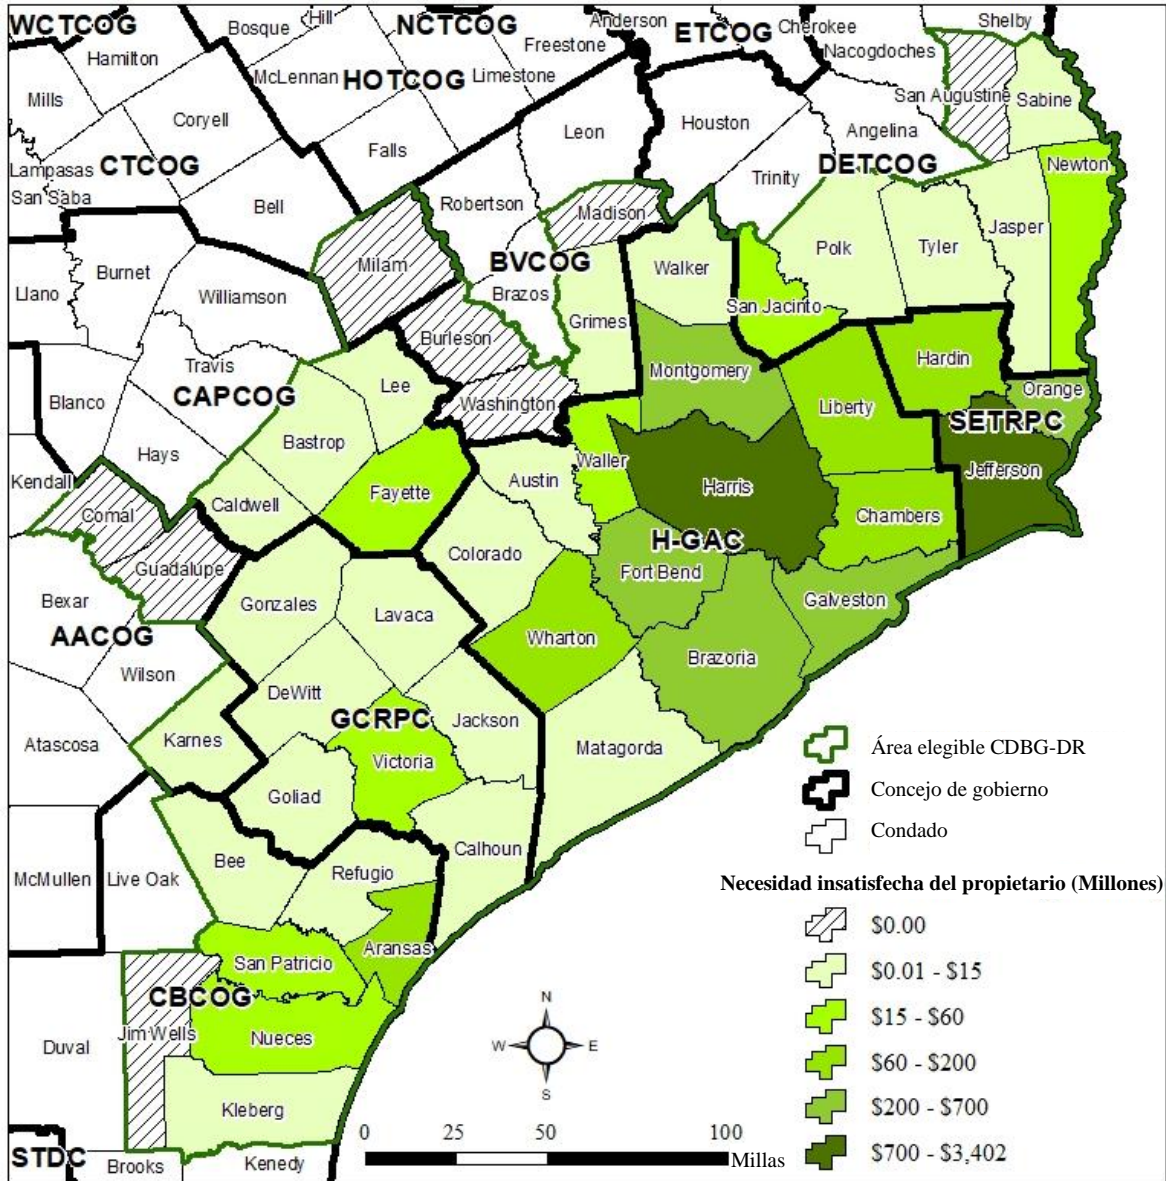 WCTCOG
Bosque
Hill
NCTCOG
Anderson
ETCOG
Cherokee
Shelby
Hamilton
McLennan
HOTCOG
Limestone
Freestone
Nacogdoches
Mills
Coryell
Falls
Leon
Houston
San Augustine
Sabine
Angelina
Lampasas
CTCOG
San Saba
Bell
Robertson
Madison
Trinity
DETCOG
Newton
Burnet
Milam
BVCOG
Walker
Polk
Tyler
Jasper
Llano
Williamson
Brazos
Grimes
San Jacinto
Travis
Burleson
Montgomery
Hardin
Blanco
CAPCOG
Lee
Washington
Liberty
Orange
Hays
Bastrop
SETRPC
Kendall
Caldwell
Fayette
Austin
Waller
Harris
Jefferson
Comal
Chambers
Guadalupe
Colorado
H-GAC
Fort Bend
Galveston
Bexar
Gonzales
Lavaca
AACOG
Wharton
Brazoria
Wilson
DeWitt
Jackson
Atascosa
Karnes
GCRPC
Victoria
Matagorda
Goliad
Calhoun
McMullen
Live Oak
Bee
Refugio
Aransas
San Patricio
CBCOG
Jim Wells
Nueces
Duval
Kleberg
STDC
Brooks
Kenedy
Área elegible CDBG-DR
Concejo de gobierno
Condado
Necesidad insatisfecha del propietario (Millones)
$0.00
$0.01 - $15
$15 - $60
$60 - $200
$200 - $700
$700 - $3,402
N
W E
S
0 25 50 100
Millas